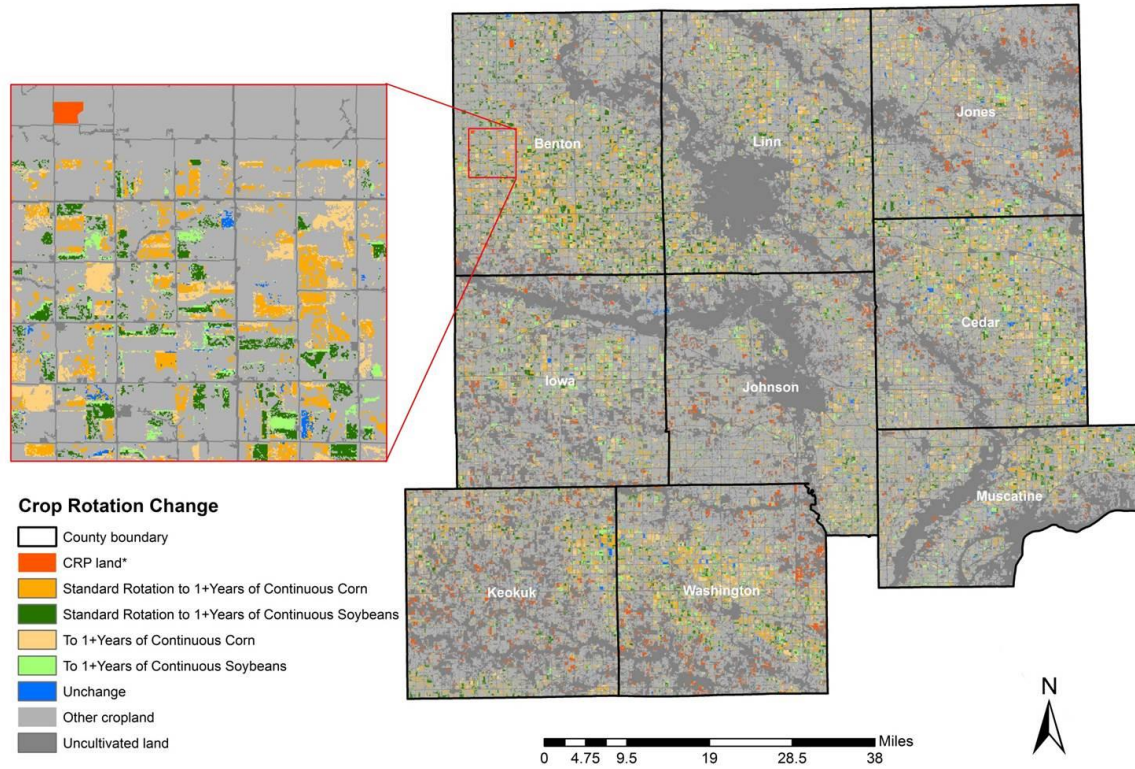 Benton
Linn
Jones
Cedar
Iowa
Johnson
Muscatine
Keokuk
Washington
Crop Rotation Change
County boundary
CRP land*
Standard Rotation to 1+Years of Continuous Corn
Standard Rotation to 1+Years of Continuous Soybeans
To 1+Years of Continuous Corn
To 1+Years of Continuous Soybeans
Unchange
Other cropland
Uncultivated land
N
Miles
0 4.75 9.5 19 28.5 38